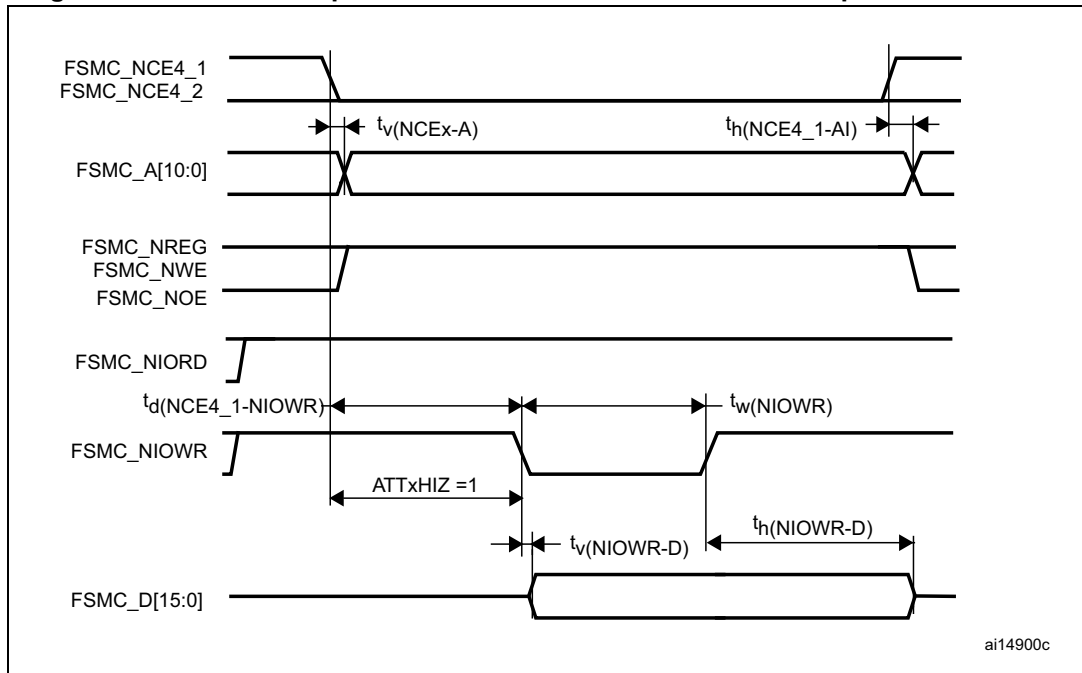 FSMC_NCE4_1
FSMC_NCE4_2
tv(NCEx-A)
th(NCE4_1-AI)
FSMC_A[10:0]
FSMC_NREG
FSMC_NWE
FSMC_NOE
FSMC_NIORD
td(NCE4_1-NIOWR)
tw(NIOWR)
FSMC_NIOWR
ATTxHIZ =1
th(NIOWR-D)
tv(NIOWR-D)
FSMC_D[15:0]
ai14900c